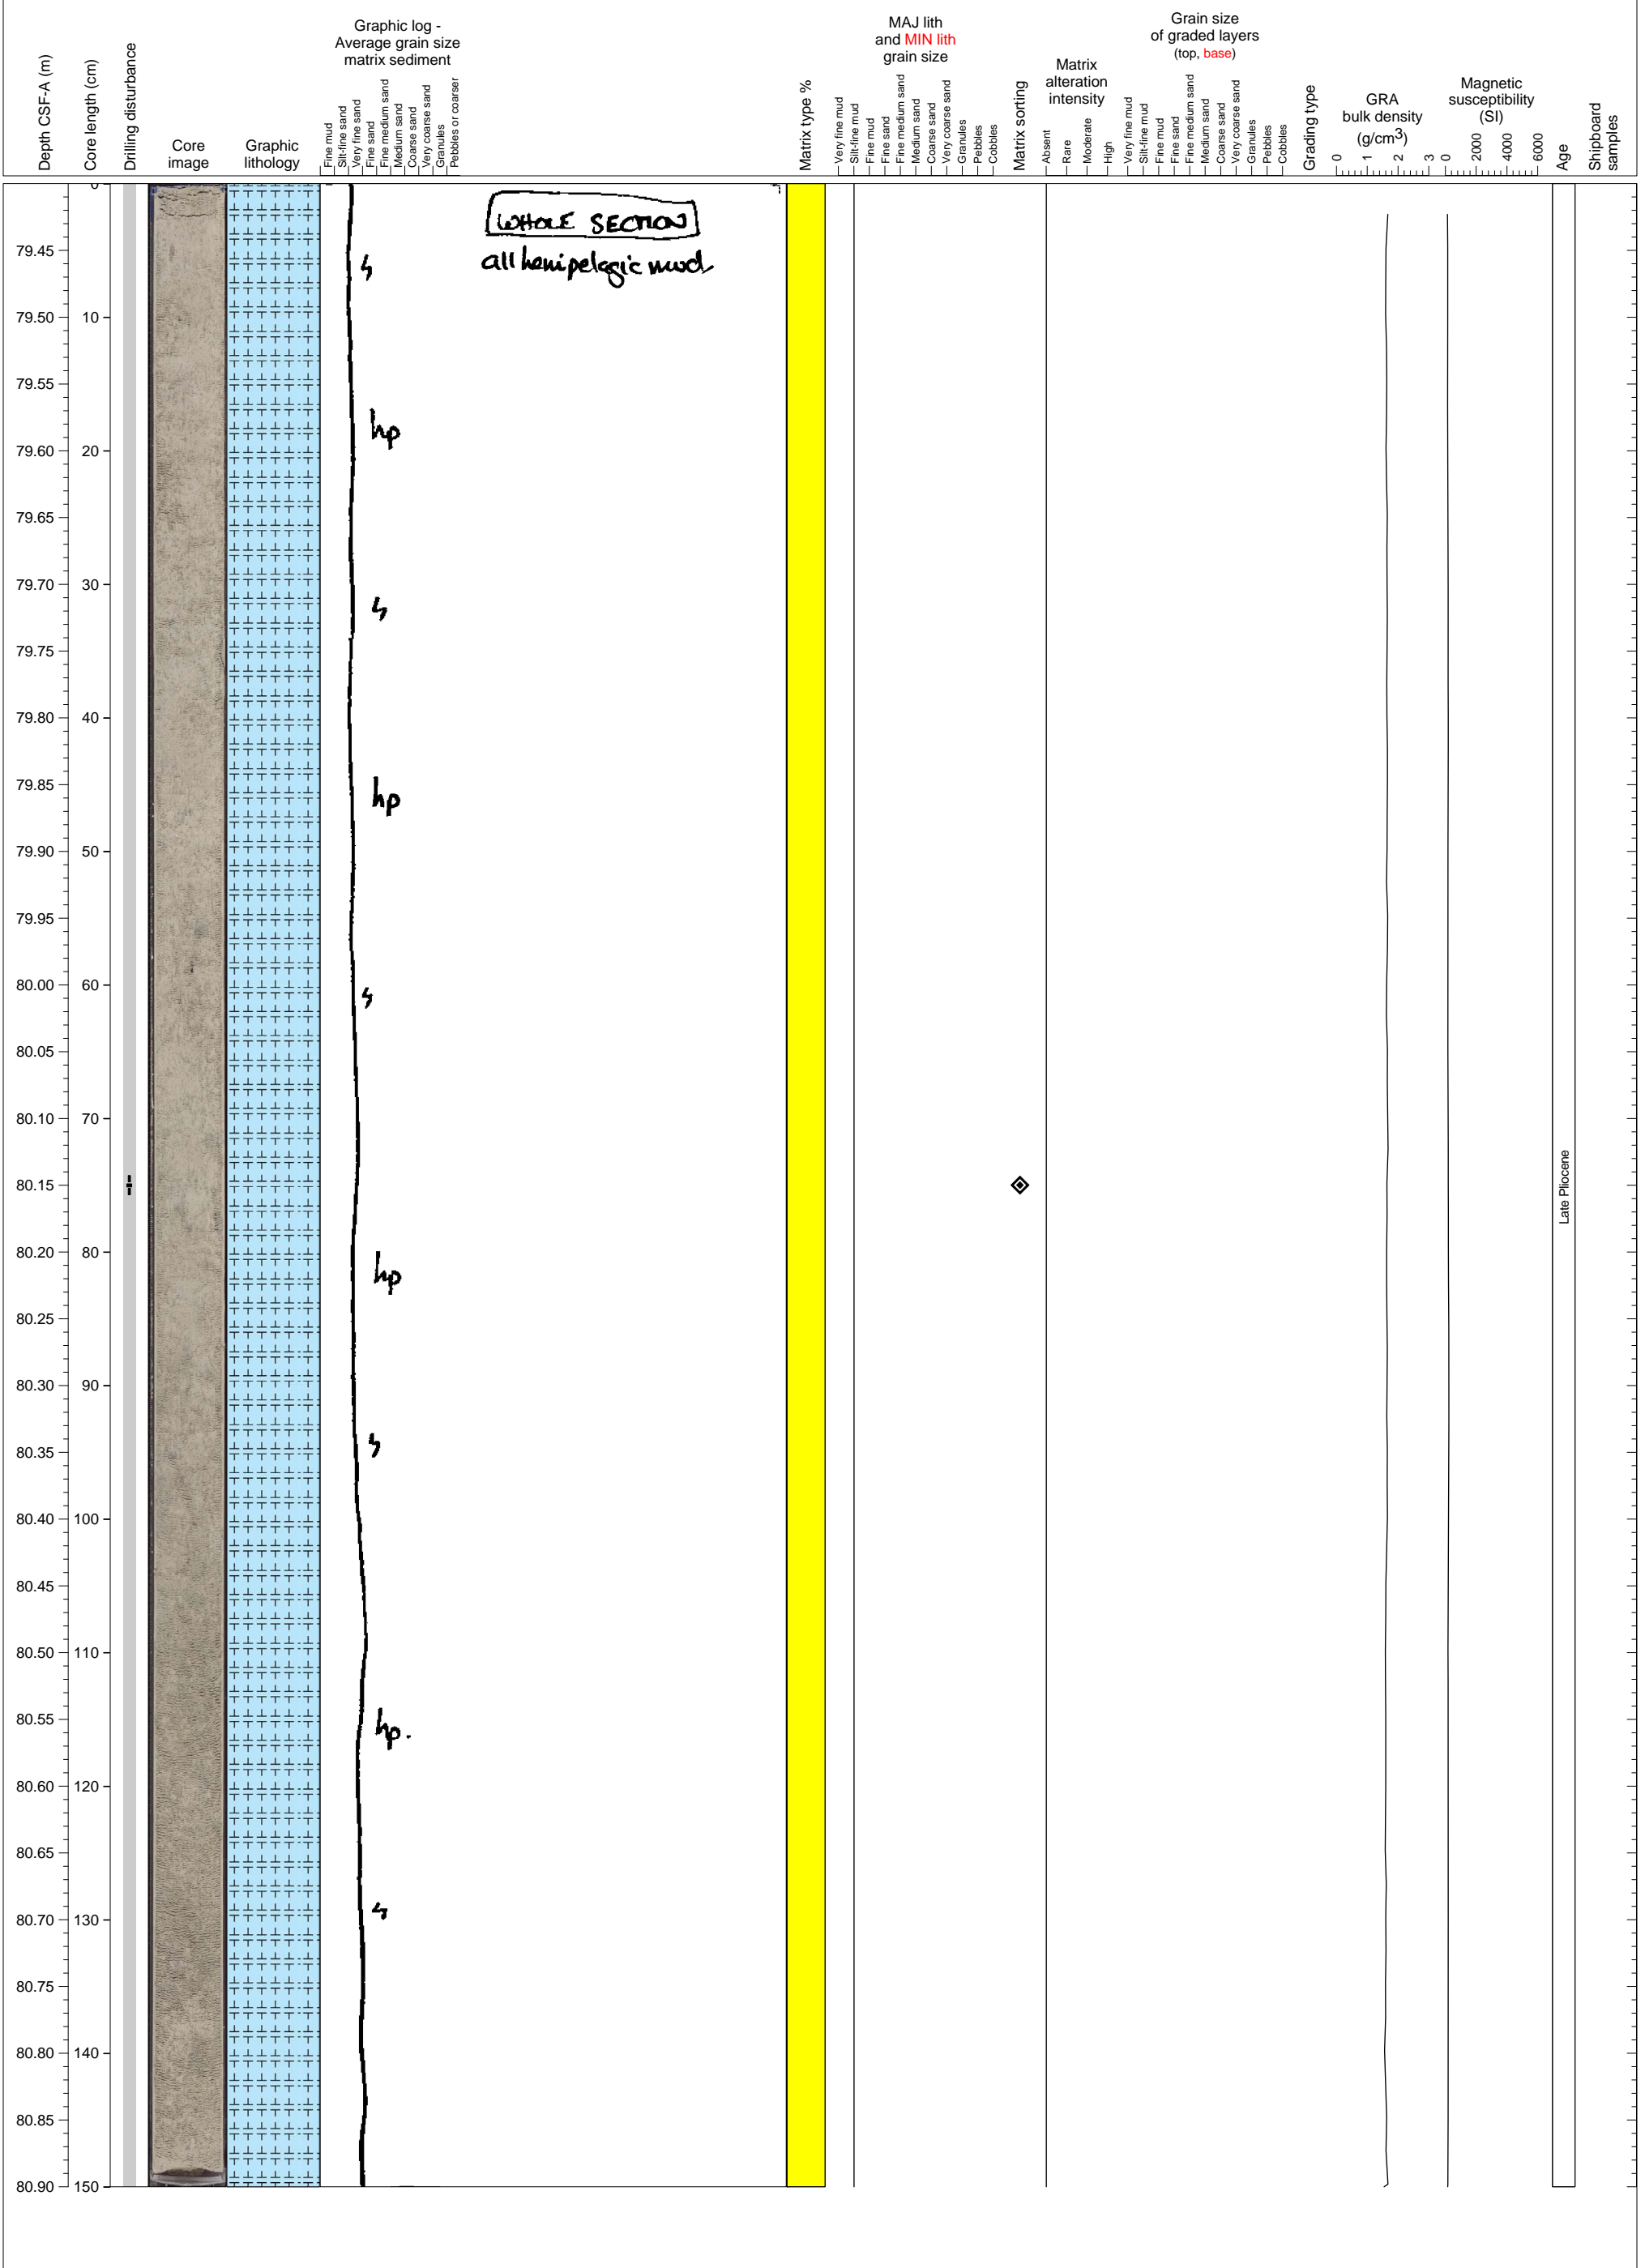 Depth CSF-A (m)
Core length (cm)
Drilling disturbance
Core
image
Graphic
lithology
Graphic log -
Average grain size
matrix sediment
Fine mud
Silt-fine sand
Very fine sand
Fine sand
Fine medium sand
Medium sand
Coarse sand
Very coarse sand
Granules
Pebbles or coarser
Matrix type %
MAJ lith
and MIN lith
grain size
Very fine mud
Silt-fine mud
Fine mud
Fine sand
Fine medium sand
Medium sand
Coarse sand
Very coarse sand
Granules
Pebbles
Cobbles
Matrix sorting
Matrix
alteration
intensity
Absent
Rare
Moderate
High
Grain size
of graded layers
(top, base)
Very fine mud
Silt-fine mud
Fine mud
Fine sand
Fine medium sand
Medium sand
Coarse sand
Very coarse sand
Granules
Pebbles
Cobbles
Grading type
GRA
bulk density
(g/cm3)
0 1 2 3
Magnetic
susceptibility
(SI)
0 2000 4000 6000
Age
Shipboard
samples
0
WHOLE SECTION
79.45
all hemipelagic mud
79.50 10
79.55
hp
79.60 20
79.65
79.70 30
79.75
79.80 40
79.85
hp
79.90 50
79.95
80.00 60
80.05
80.10 70
80.15
Late Pliocene
80.20 80
hp
80.25
80.30 90
80.35
80.40 100
80.45
80.50 110
80.55
hp.
80.60 120
80.65
80.70 130
80.75
80.80 140
80.85
80.90 150